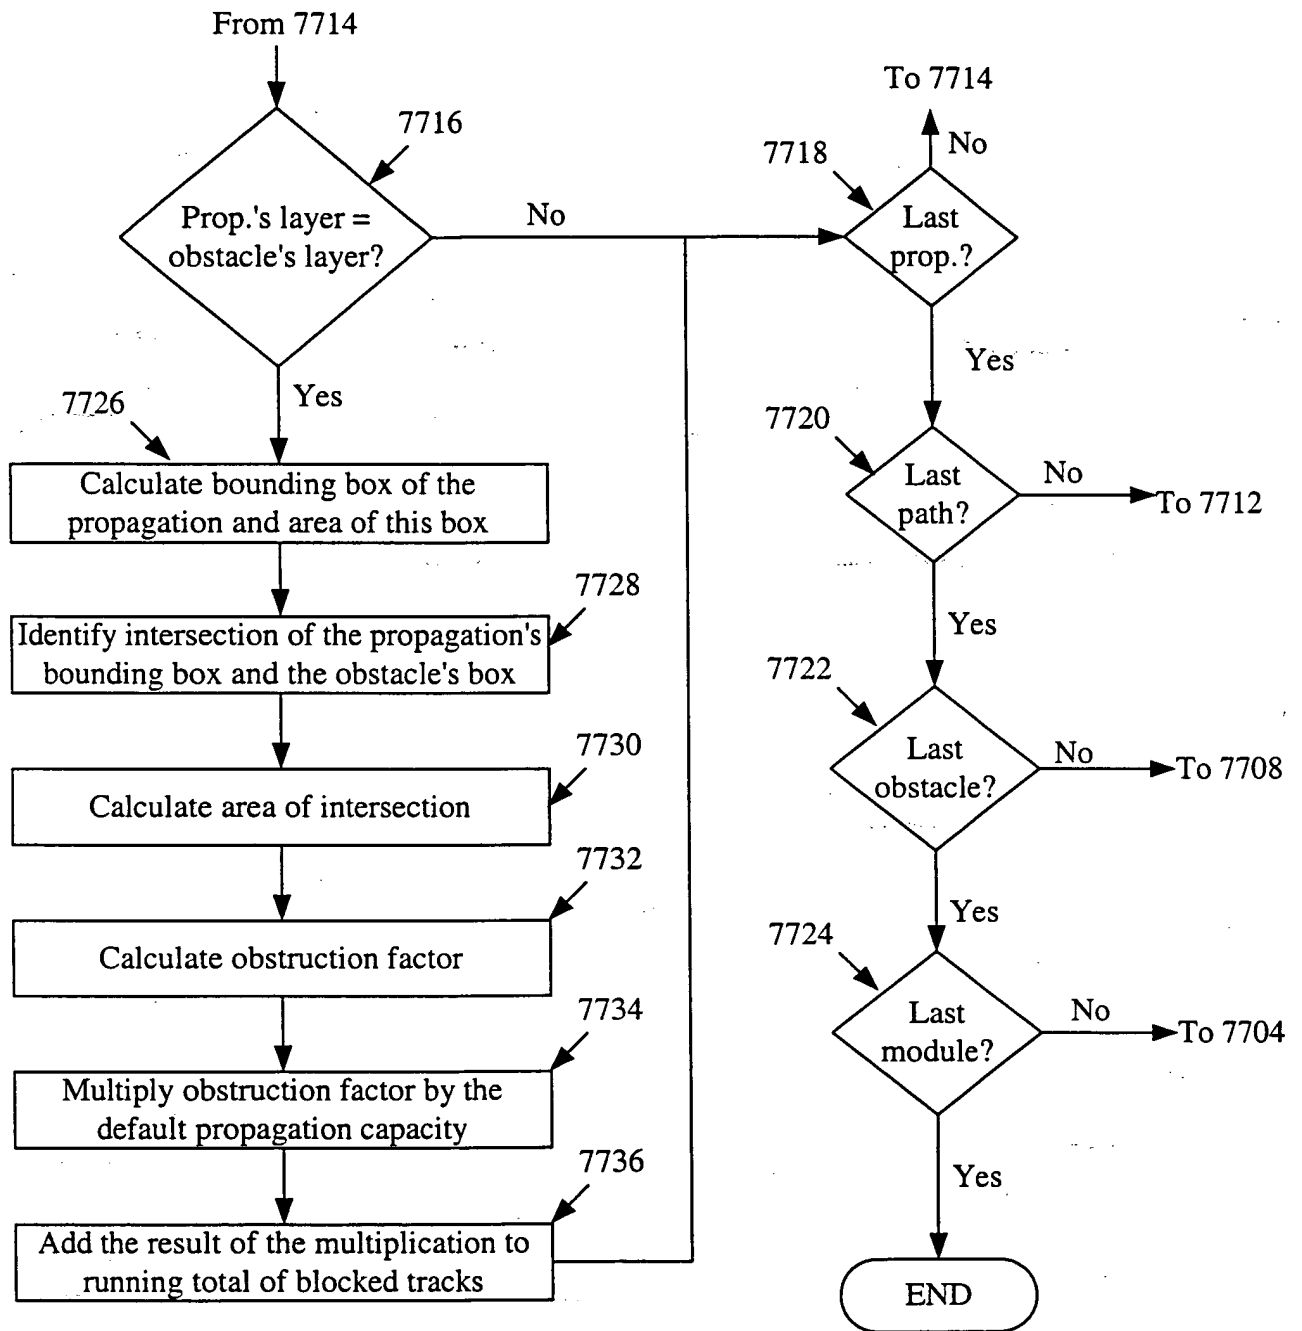 From 7714
7716
Prop.'s layer =
obstacle's layer?
No
Yes
7726
Calculate bounding box of the
propagation and area of this box
7728
Identify intersection of the propagation's
bounding box and the obstacle's box
7730
Calculate area of intersection
7732
Calculate obstruction factor
7734
Multiply obstruction factor by the
default propagation capacity
7736
Add the result of the multiplication to
running total of blocked tracks
To 7714
No
7718
Last
prop.?
Yes
7720
Last
path?
No
To 7712
Yes
7722
Last
obstacle?
No
To 7708
Yes
7724
Last
module?
No
To 7704
Yes
END